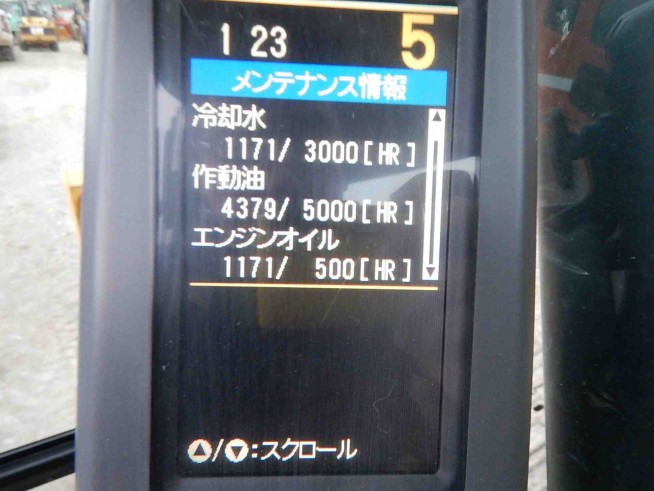 1 23 5
メンテナンス情報
冷却水
1171/ 3000[HR]
作動油
4379/ 5000[HR]
エンジンオイル
1171/ 500[HR]
▲/▼:スクロール